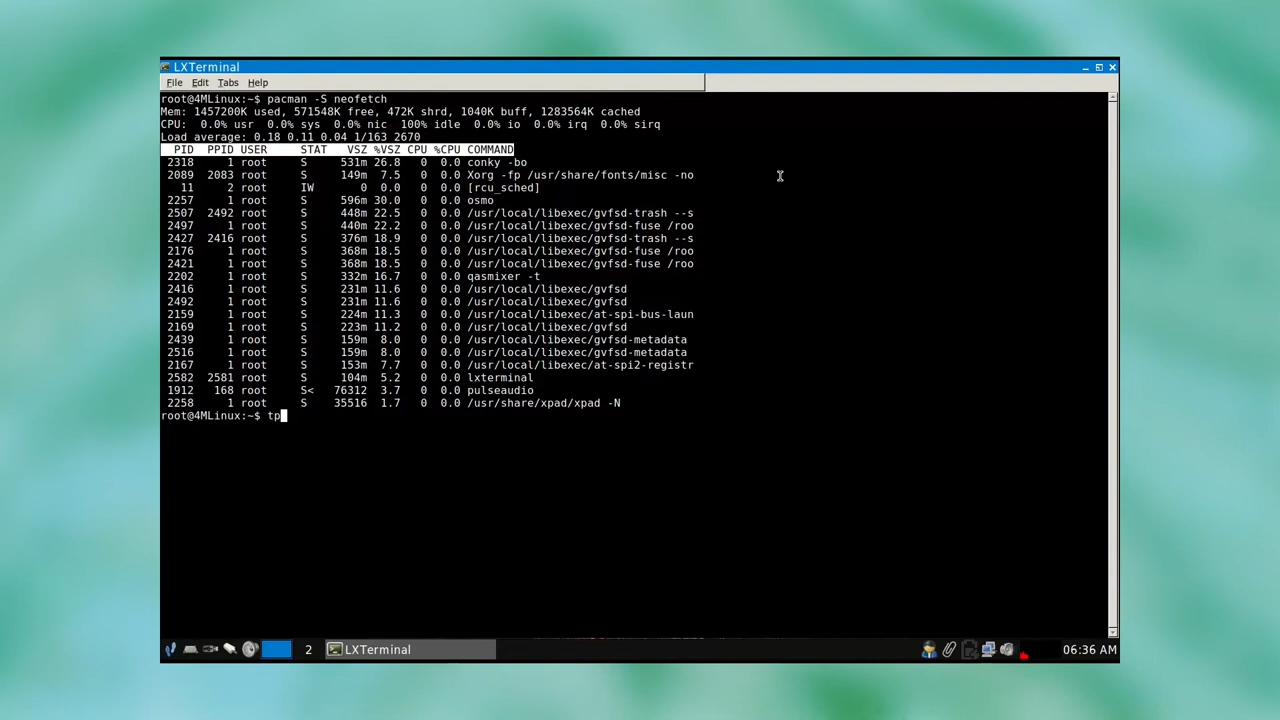 LXTerminal
File Edit Tabs Help
root@4MLinux:~$ pacman -S neofetch
Mem: 1457200K used, 571548K free, 472K shrd, 1040K buff, 1283564K cached
CPU:  0.0% usr  0.0% sys  0.0% nic  100% idle  0.0% io  0.0% irq  0.0% sirq
Load average: 0.18 0.11 0.04 1/163 2670
  PID  PPID USER     STAT   VSZ %VSZ CPU %CPU COMMAND
 2318     1 root     S     531m 26.8   0  0.0 conky -bo
 2089  2083 root     S     149m  7.5   0  0.0 Xorg -fp /usr/share/fonts/misc -no
   11     2 root     IW       0  0.0   0  0.0 [rcu_sched]
 2257     1 root     S     596m 30.0   0  0.0 osmo
 2507  2492 root     S     448m 22.5   0  0.0 /usr/local/libexec/gvfsd-trash --s
 2497     1 root     S     440m 22.2   0  0.0 /usr/local/libexec/gvfsd-fuse /roo
 2427  2416 root     S     376m 18.9   0  0.0 /usr/local/libexec/gvfsd-trash --s
 2176     1 root     S     368m 18.5   0  0.0 /usr/local/libexec/gvfsd-fuse /roo
 2421     1 root     S     368m 18.5   0  0.0 /usr/local/libexec/gvfsd-fuse /roo
 2202     1 root     S     332m 16.7   0  0.0 qasmixer -t
 2416     1 root     S     231m 11.6   0  0.0 /usr/local/libexec/gvfsd
 2492     1 root     S     231m 11.6   0  0.0 /usr/local/libexec/gvfsd
 2159     1 root     S     224m 11.3   0  0.0 /usr/local/libexec/at-spi-bus-laun
 2169     1 root     S     223m 11.2   0  0.0 /usr/local/libexec/gvfsd
 2439     1 root     S     159m  8.0   0  0.0 /usr/local/libexec/gvfsd-metadata
 2516     1 root     S     159m  8.0   0  0.0 /usr/local/libexec/gvfsd-metadata
 2167     1 root     S     153m  7.7   0  0.0 /usr/local/libexec/at-spi2-registr
 2582  2581 root     S     104m  5.2   0  0.0 lxterminal
 1912   168 root     S<   76312  3.7   0  0.0 pulseaudio
 2258     1 root     S    35516  1.7   0  0.0 /usr/share/xpad/xpad -N
root@4MLinux:~$ tp
2 LXTerminal 06:36 AM